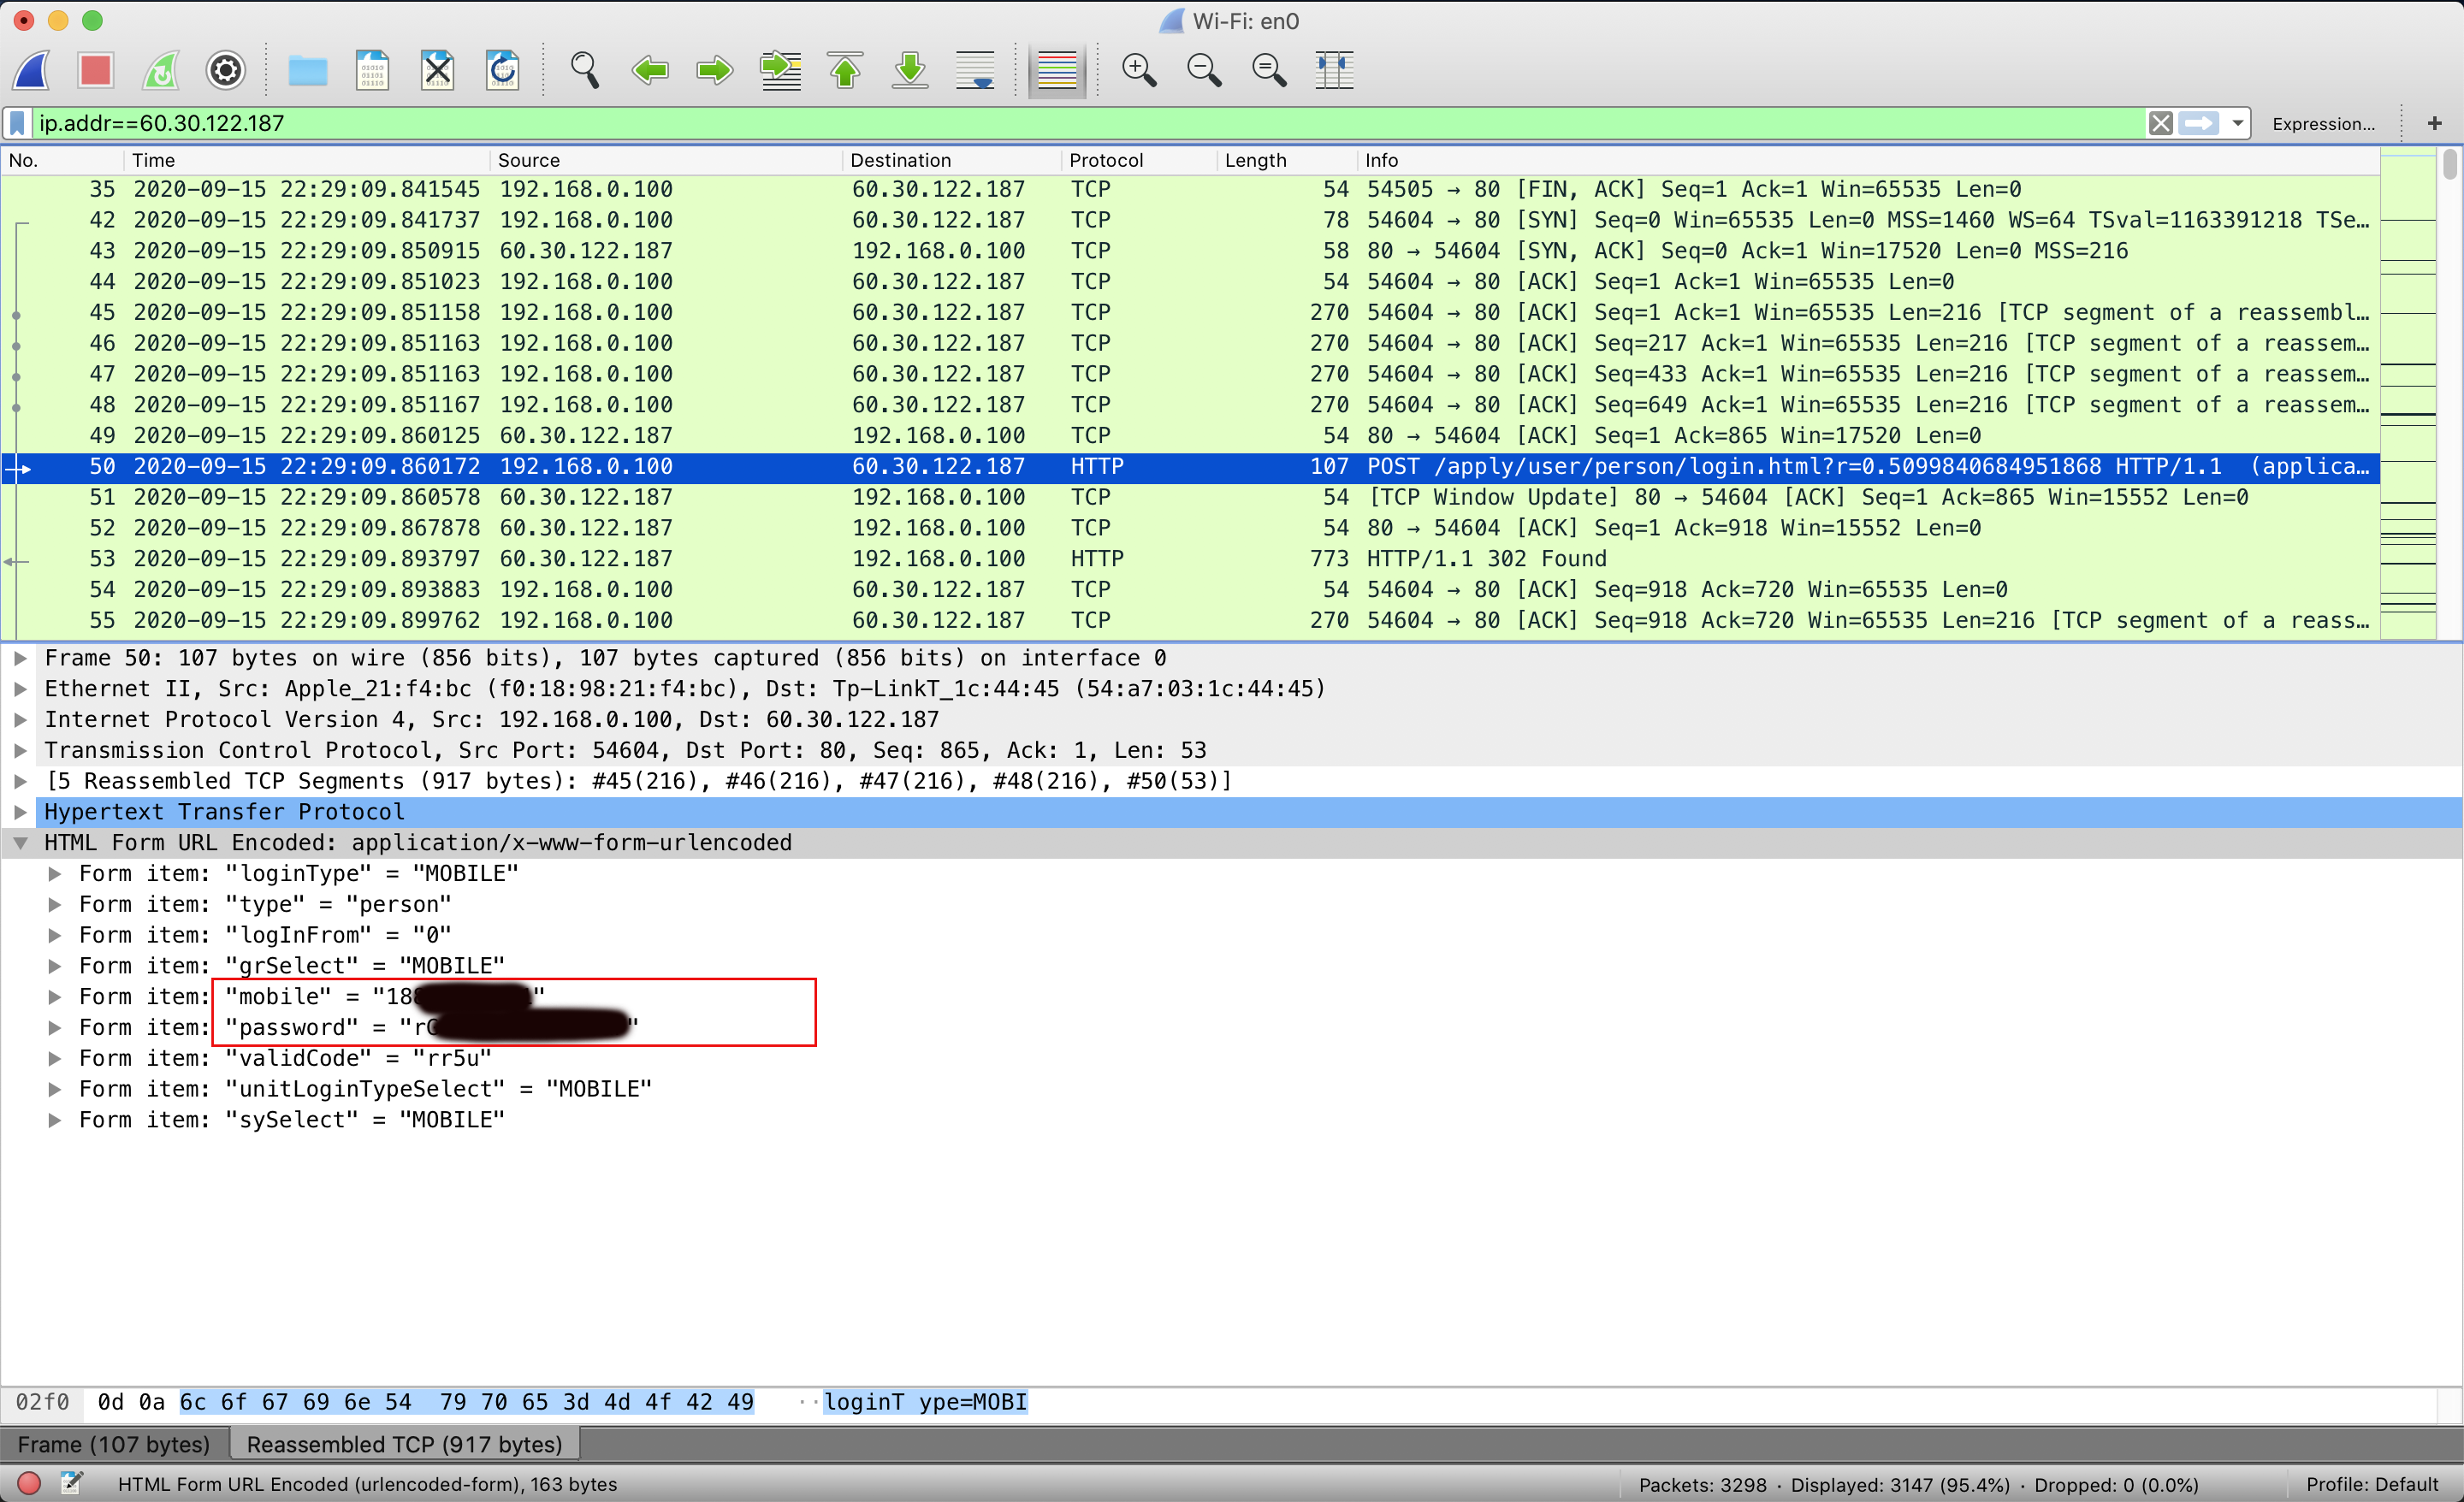 Wi-Fi: en0
ip.addr==60.30.122.187 Expression... +
No. Time Source Destination Protocol Length Info
35 2020-09-15 22:29:09.841545 192.168.0.100 60.30.122.187 TCP 54 54505 → 80 [FIN, ACK] Seq=1 Ack=1 Win=65535 Len=0
42 2020-09-15 22:29:09.841737 192.168.0.100 60.30.122.187 TCP 78 54604 → 80 [SYN] Seq=0 Win=65535 Len=0 MSS=1460 WS=64 TSval=1163391218 TSe…
43 2020-09-15 22:29:09.850915 60.30.122.187 192.168.0.100 TCP 58 80 → 54604 [SYN, ACK] Seq=0 Ack=1 Win=17520 Len=0 MSS=216
44 2020-09-15 22:29:09.851023 192.168.0.100 60.30.122.187 TCP 54 54604 → 80 [ACK] Seq=1 Ack=1 Win=65535 Len=0
45 2020-09-15 22:29:09.851158 192.168.0.100 60.30.122.187 TCP 270 54604 → 80 [ACK] Seq=1 Ack=1 Win=65535 Len=216 [TCP segment of a reassembl…
46 2020-09-15 22:29:09.851163 192.168.0.100 60.30.122.187 TCP 270 54604 → 80 [ACK] Seq=217 Ack=1 Win=65535 Len=216 [TCP segment of a reassem…
47 2020-09-15 22:29:09.851163 192.168.0.100 60.30.122.187 TCP 270 54604 → 80 [ACK] Seq=433 Ack=1 Win=65535 Len=216 [TCP segment of a reassem…
48 2020-09-15 22:29:09.851167 192.168.0.100 60.30.122.187 TCP 270 54604 → 80 [ACK] Seq=649 Ack=1 Win=65535 Len=216 [TCP segment of a reassem…
49 2020-09-15 22:29:09.860125 60.30.122.187 192.168.0.100 TCP 54 80 → 54604 [ACK] Seq=1 Ack=865 Win=17520 Len=0
50 2020-09-15 22:29:09.860172 192.168.0.100 60.30.122.187 HTTP 107 POST /apply/user/person/login.html?r=0.5099840684951868 HTTP/1.1 (applica…
51 2020-09-15 22:29:09.860578 60.30.122.187 192.168.0.100 TCP 54 [TCP Window Update] 80 → 54604 [ACK] Seq=1 Ack=865 Win=15552 Len=0
52 2020-09-15 22:29:09.867878 60.30.122.187 192.168.0.100 TCP 54 80 → 54604 [ACK] Seq=1 Ack=918 Win=15552 Len=0
53 2020-09-15 22:29:09.893797 60.30.122.187 192.168.0.100 HTTP 773 HTTP/1.1 302 Found
54 2020-09-15 22:29:09.893883 192.168.0.100 60.30.122.187 TCP 54 54604 → 80 [ACK] Seq=918 Ack=720 Win=65535 Len=0
55 2020-09-15 22:29:09.899762 192.168.0.100 60.30.122.187 TCP 270 54604 → 80 [ACK] Seq=918 Ack=720 Win=65535 Len=216 [TCP segment of a reass…
Frame 50: 107 bytes on wire (856 bits), 107 bytes captured (856 bits) on interface 0
Ethernet II, Src: Apple_21:f4:bc (f0:18:98:21:f4:bc), Dst: Tp-LinkT_1c:44:45 (54:a7:03:1c:44:45)
Internet Protocol Version 4, Src: 192.168.0.100, Dst: 60.30.122.187
Transmission Control Protocol, Src Port: 54604, Dst Port: 80, Seq: 865, Ack: 1, Len: 53
[5 Reassembled TCP Segments (917 bytes): #45(216), #46(216), #47(216), #48(216), #50(53)]
Hypertext Transfer Protocol
HTML Form URL Encoded: application/x-www-form-urlencoded
Form item: "loginType" = "MOBILE"
Form item: "type" = "person"
Form item: "logInFrom" = "0"
Form item: "grSelect" = "MOBILE"
Form item: "mobile" =
Form item: "password" =
Form item: "validCode" = "rr5u"
Form item: "unitLoginTypeSelect" = "MOBILE"
Form item: "sySelect" = "MOBILE"
02f0 0d 0a 6c 6f 67 69 6e 54 79 70 65 3d 4d 4f 42 49 ··loginT ype=MOBI
Frame (107 bytes) Reassembled TCP (917 bytes)
HTML Form URL Encoded (urlencoded-form), 163 bytes Packets: 3298 · Displayed: 3147 (95.4%) · Dropped: 0 (0.0%) Profile: Default